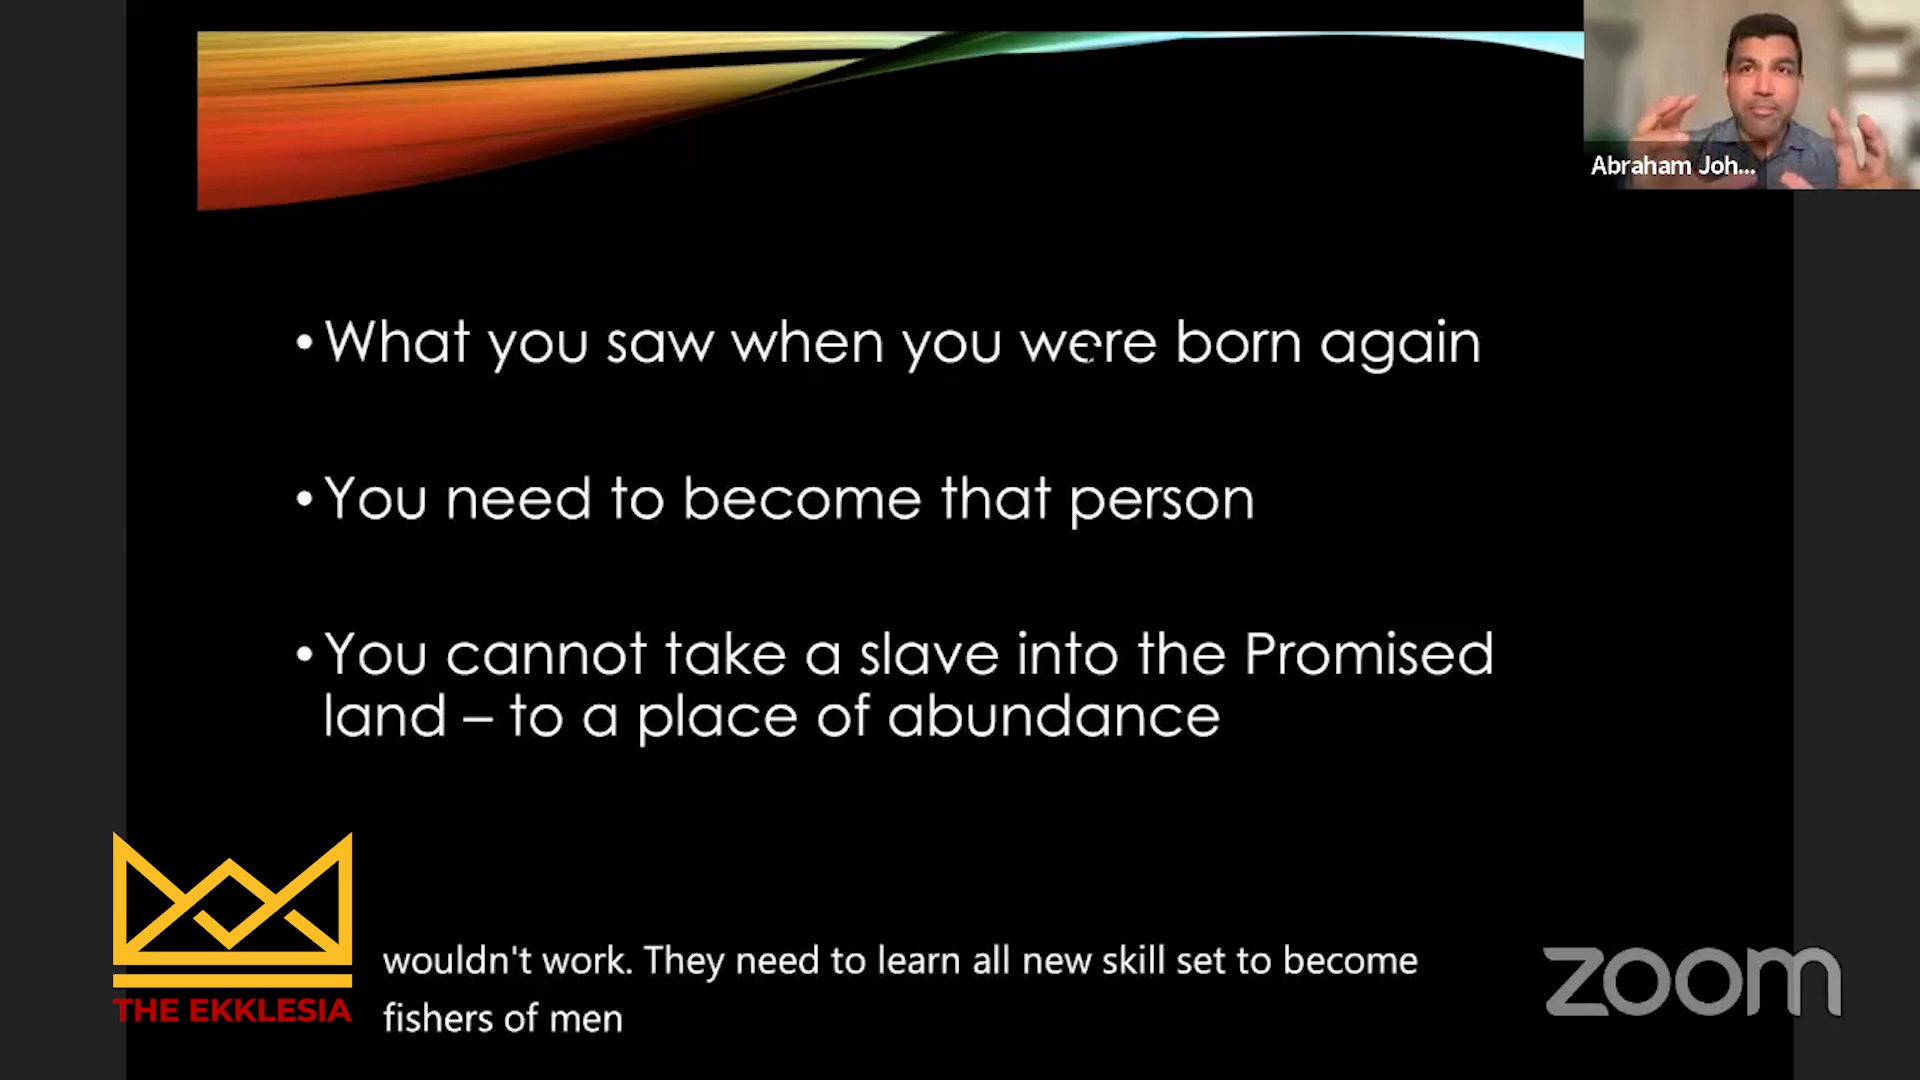 Abraham Joh...
• What you saw when you were born again
• You need to become that person
• You cannot take a slave into the Promised
land – to a place of abundance
THE EKKLESIA
wouldn't work. They need to learn all new skill set to become
fishers of men
zoom